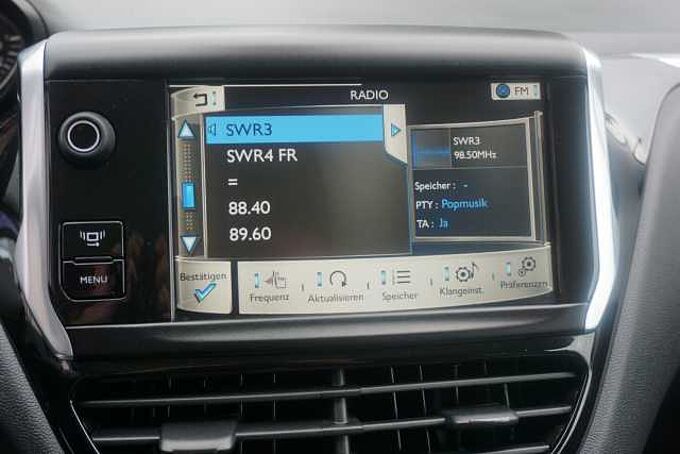 RADIO
FM
SWR3
SWR4 FR
=
88.40
89.60
SWR3
98.50MHz
Speicher : -
PTY : Popmusik
TA : Ja
Bestätigen
Frequenz
Aktualisieren
Speicher
Klangeinst.
Präferenzen
MENU